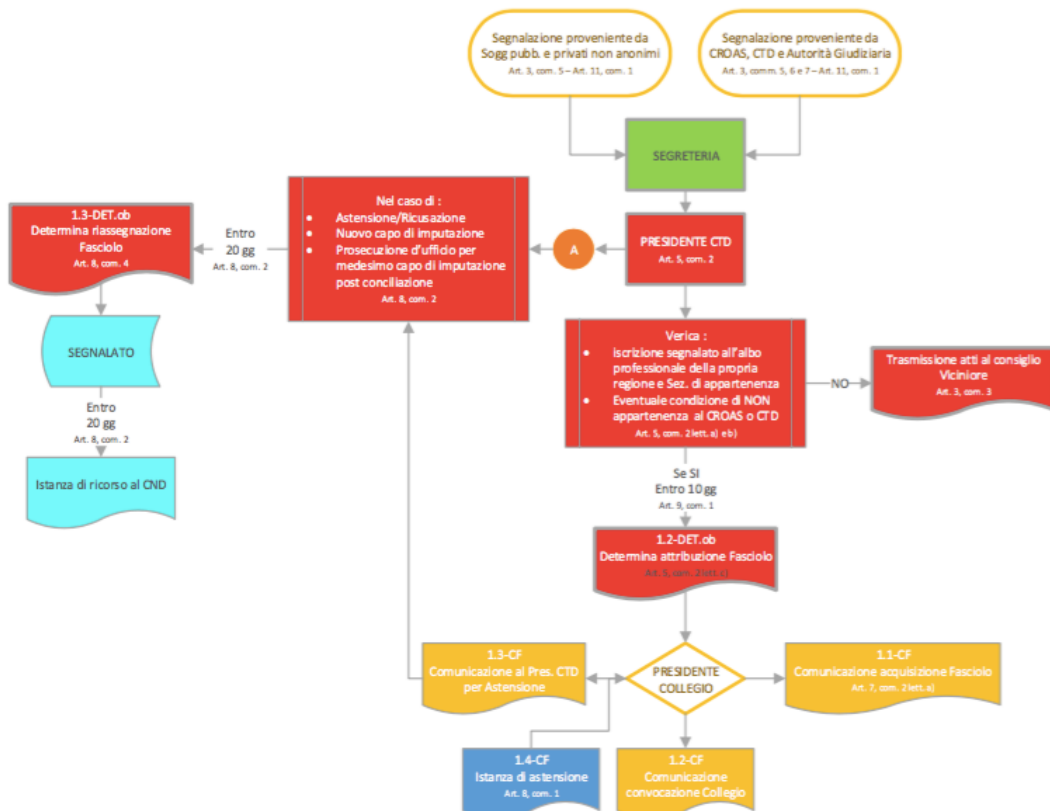 Segnalazione proveniente da
Sogg pubb. e privati non anonimi
Art. 3, com. 5 – Art. 11, com. 1
Segnalazione proveniente da
CROAS, CTD e Autorità Giudiziaria
Art. 3, comm. 5, 6 e 7 – Art. 11, com. 1
SEGRETERIA
PRESIDENTE CTD
Art. 5, com. 2
A
Nel caso di :
• Astensione/Ricusazione
• Nuovo capo di imputazione
• Prosecuzione d'ufficio per
medesimo capo di imputazione
post conciliazione
Art. 8, com. 2
Entro
20 gg
Art. 8, com. 2
1.3-DET.ob
Determina riassegnazione
Fasciolo
Art. 8, com. 4
SEGNALATO
Entro
20 gg
Art. 8, com. 2
Istanza di ricorso al CND
Verica :
• iscrizione segnalato all'albo
professionale della propria
regione e Sez. di appartenenza
• Eventuale condizione di NON
appartenenza al CROAS o CTD
Art. 5, com. 2 lett. a) e b)
NO
Trasmissione atti al consiglio
Viciniore
Art. 3, com. 3
Se SI
Entro 10 gg
Art. 9, com. 1
1.2-DET.ob
Determina attribuzione Fasciolo
Art. 5, com. 2 lett. c)
PRESIDENTE
COLLEGIO
1.3-CF
Comunicazione al Pres. CTD
per Astensione
1.1-CF
Comunicazione acquisizione Fasciolo
Art. 7, com. 2 lett. a)
1.4-CF
Istanza di astensione
Art. 8, com. 1
1.2-CF
Comunicazione
convocazione Collegio